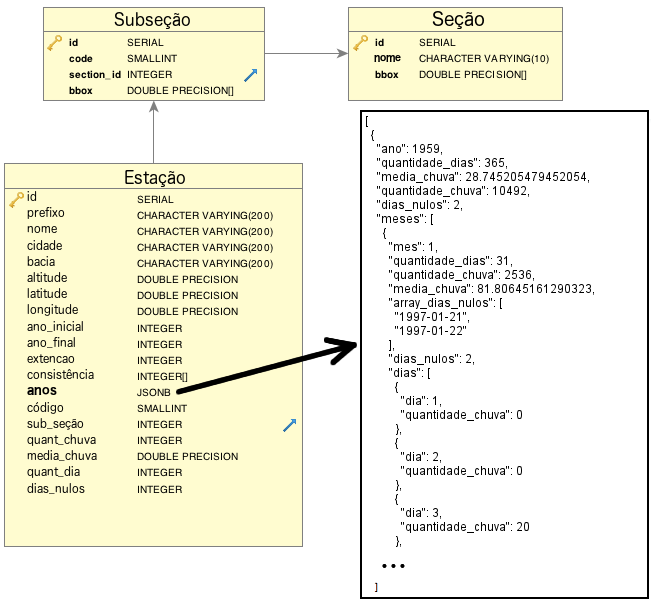 Subseção
id SERIAL
code SMALLINT
section_id INTEGER
bbox DOUBLE PRECISION[]
Seção
id SERIAL
nome CHARACTER VARYING(10)
bbox DOUBLE PRECISION[]
Estação
id SERIAL
prefixo CHARACTER VARYING(200)
nome CHARACTER VARYING(200)
cidade CHARACTER VARYING(200)
bacia CHARACTER VARYING(200)
altitude DOUBLE PRECISION
latitude DOUBLE PRECISION
longitude DOUBLE PRECISION
ano_inicial INTEGER
ano_final INTEGER
extencao INTEGER
consistência INTEGER[]
anos JSONB
código SMALLINT
sub_seção INTEGER
quant_chuva INTEGER
media_chuva DOUBLE PRECISION
quant_dia INTEGER
dias_nulos INTEGER
[
{
"ano": 1959,
"quantidade_dias": 365,
"media_chuva": 28.745205479452054,
"quantidade_chuva": 10492,
"dias_nulos": 2,
"meses": [
{
"mes": 1,
"quantidade_dias": 31,
"quantidade_chuva": 2536,
"media_chuva": 81.80645161290323,
"array_dias_nulos": [
"1997-01-21",
"1997-01-22"
],
"dias_nulos": 2,
"dias": [
{
"dia": 1,
"quantidade_chuva": 0
},
{
"dia": 2,
"quantidade_chuva": 0
},
{
"dia": 3,
"quantidade_chuva": 20
},
...
]